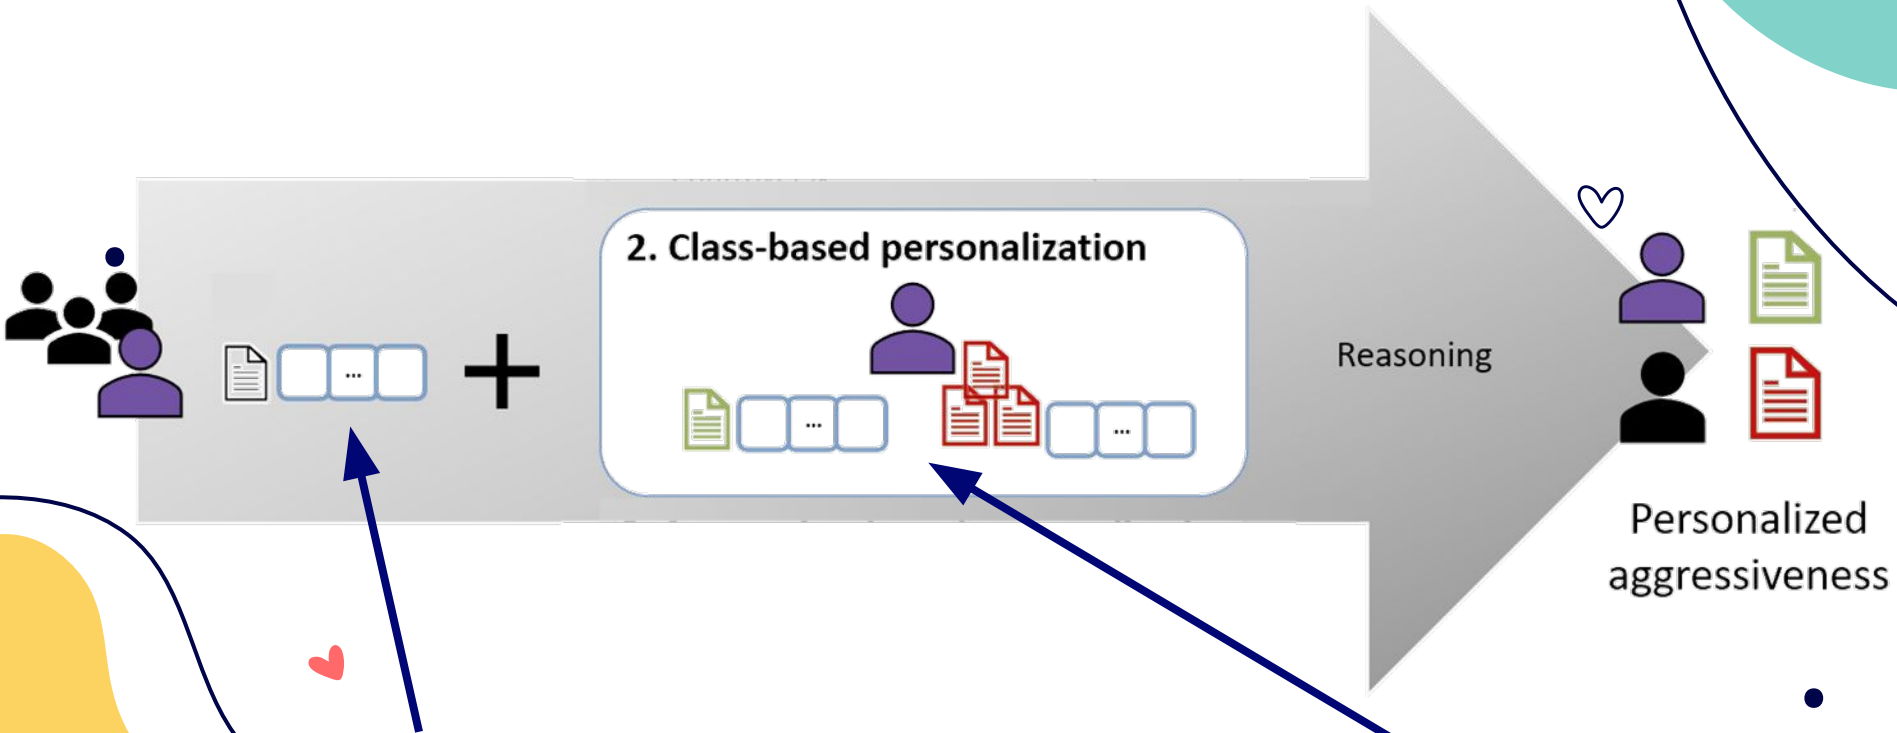 2. Class-based personalization
...
...
...
Reasoning
Personalized
aggressiveness